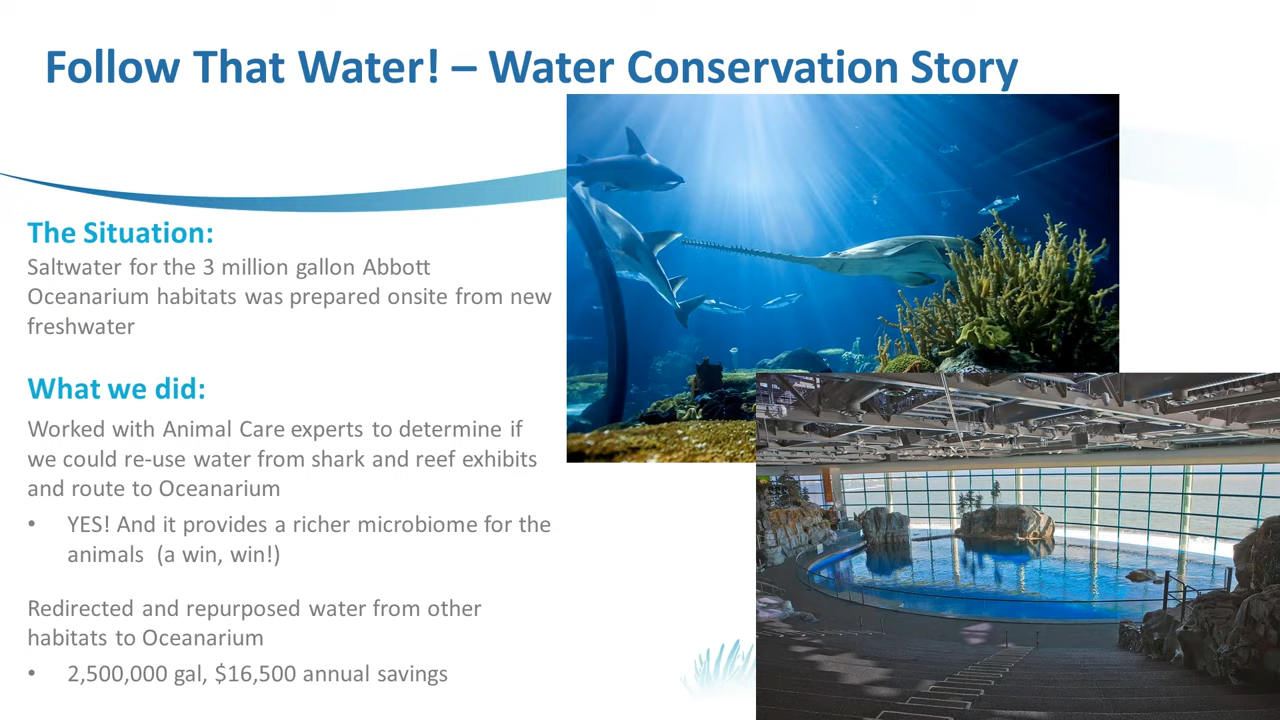 Follow That Water! – Water Conservation Story
The Situation:
Saltwater for the 3 million gallon Abbott
Oceanarium habitats was prepared onsite from new
freshwater
What we did:
Worked with Animal Care experts to determine if
we could re-use water from shark and reef exhibits
and route to Oceanarium
• YES! And it provides a richer microbiome for the
animals (a win, win!)
Redirected and repurposed water from other
habitats to Oceanarium
• 2,500,000 gal, $16,500 annual savings